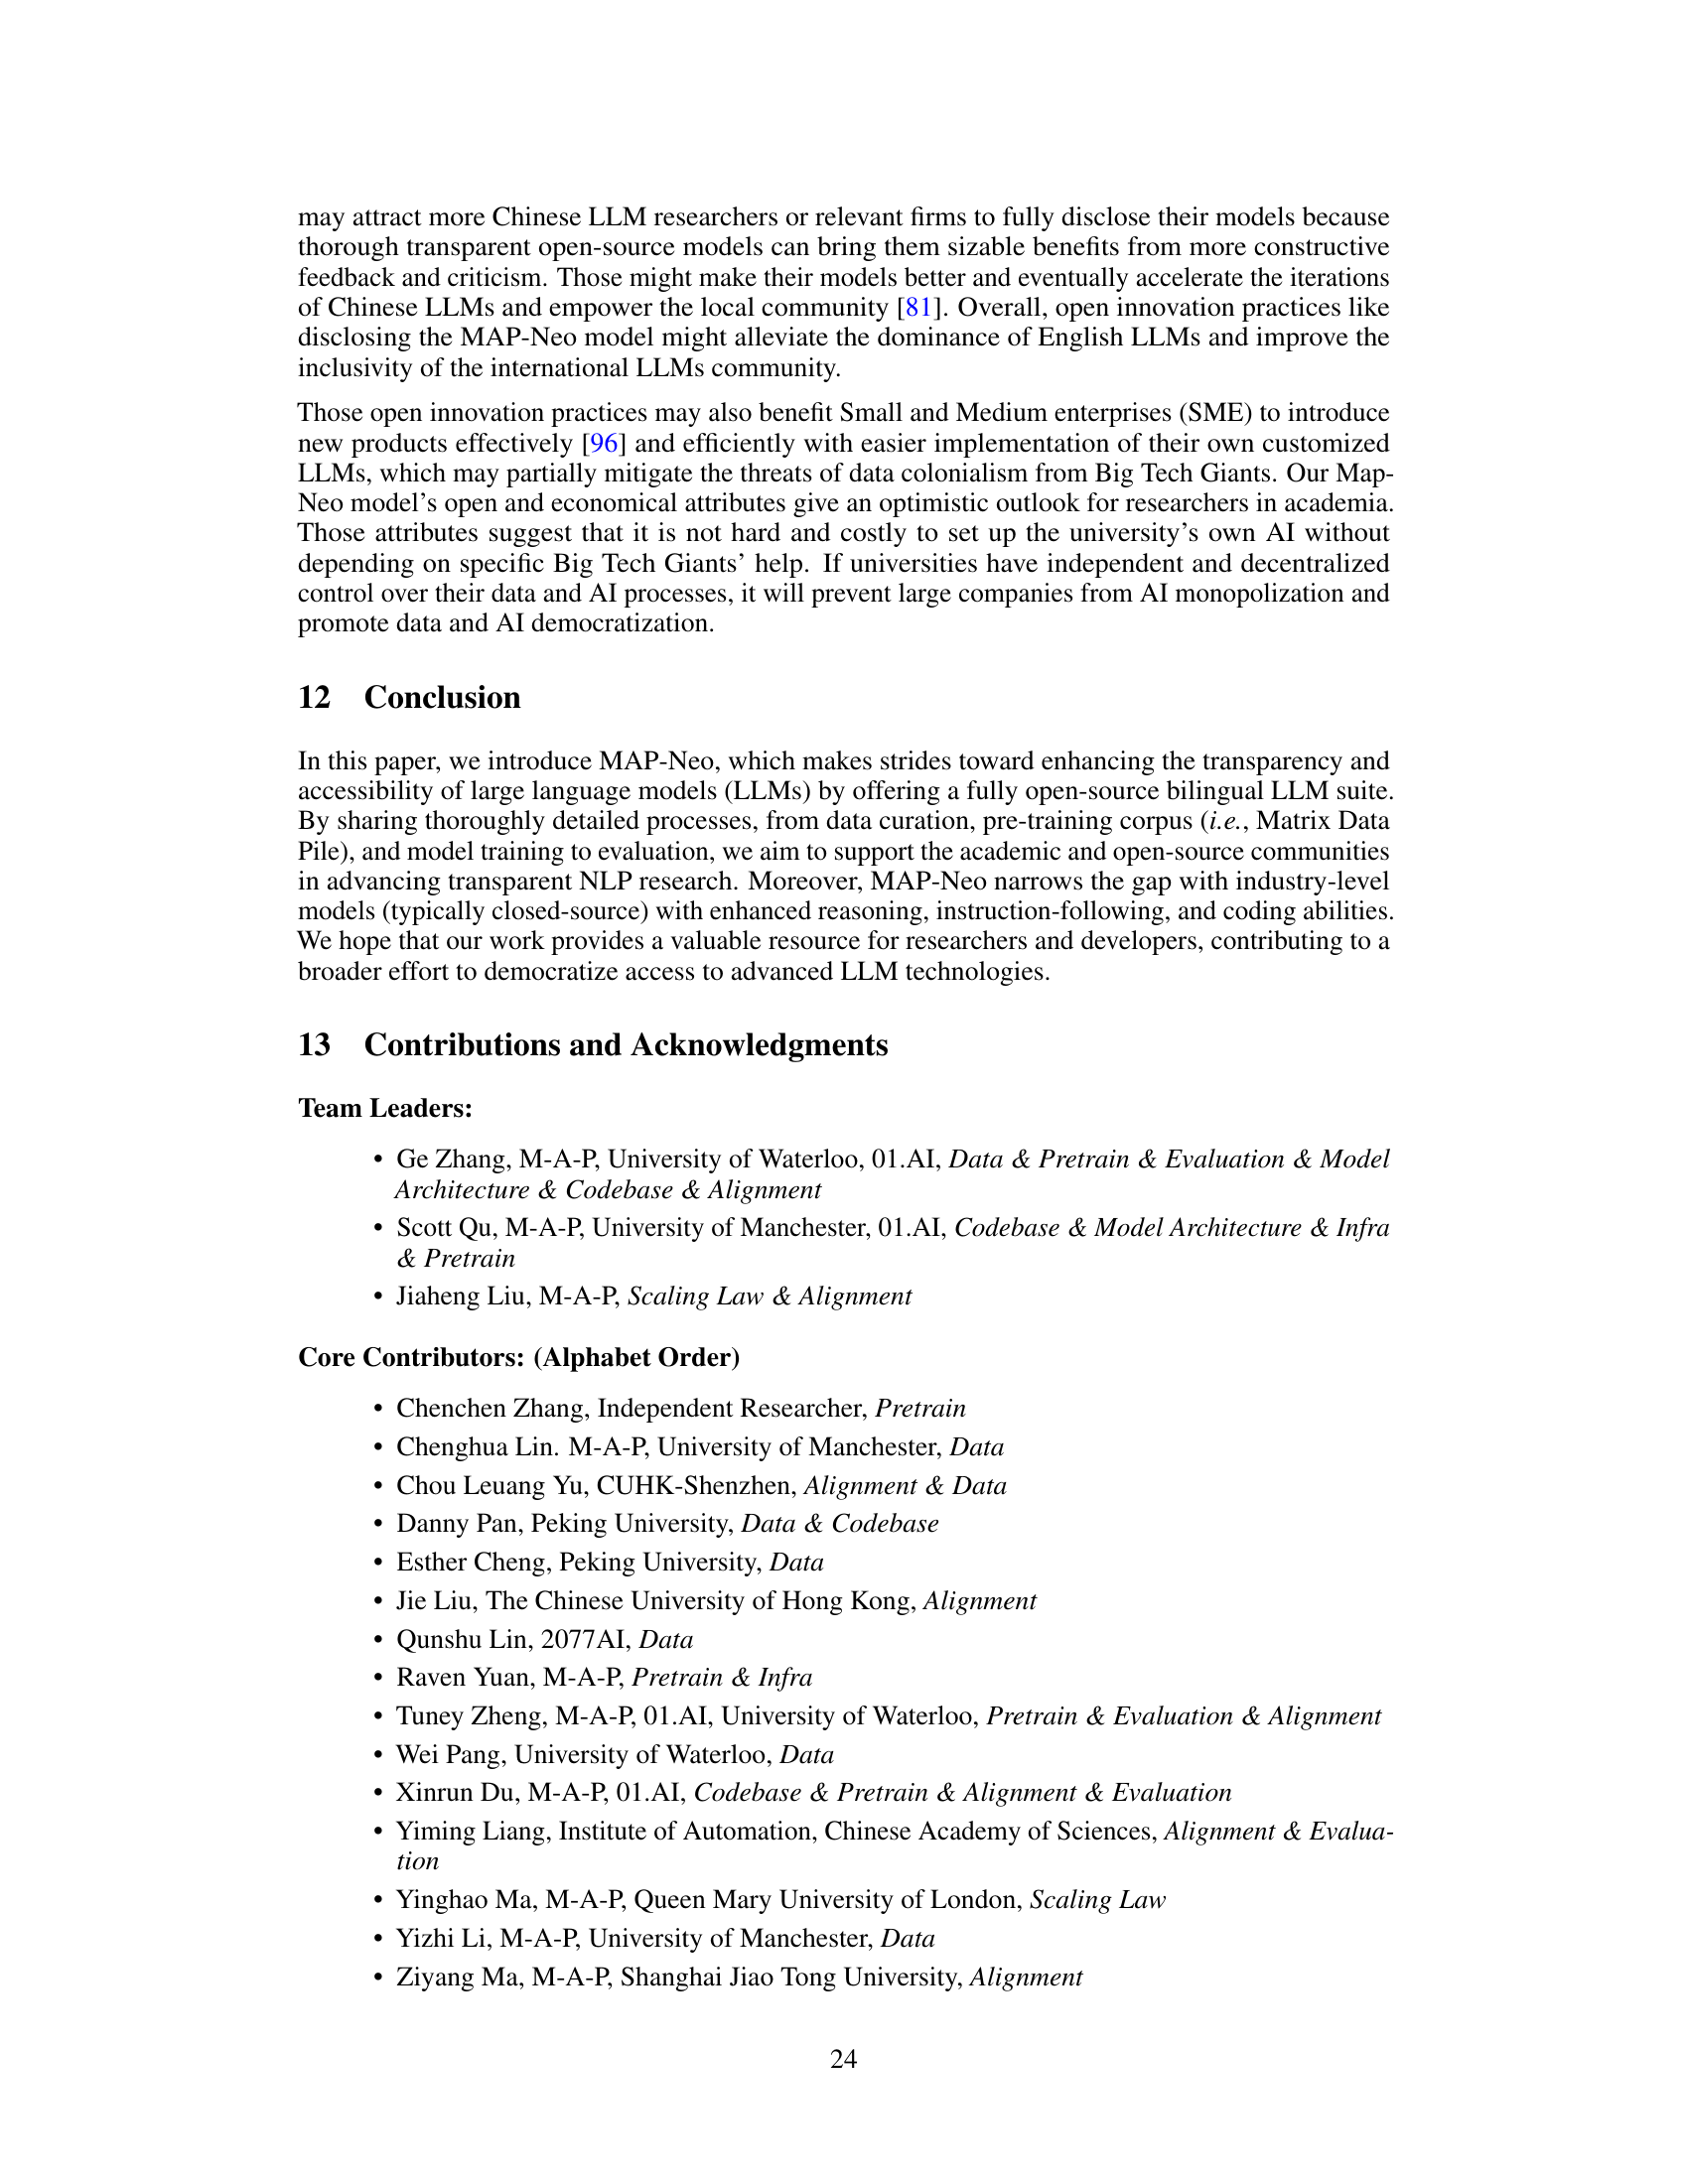 may attract more Chinese LLM researchers or relevant firms to fully disclose their models because
thorough transparent open-source models can bring them sizable benefits from more constructive
feedback and criticism. Those might make their models better and eventually accelerate the iterations
of Chinese LLMs and empower the local community [81]. Overall, open innovation practices like
disclosing the MAP-Neo model might alleviate the dominance of English LLMs and improve the
inclusivity of the international LLMs community.
Those open innovation practices may also benefit Small and Medium enterprises (SME) to introduce
new products effectively [96] and efficiently with easier implementation of their own customized
LLMs, which may partially mitigate the threats of data colonialism from Big Tech Giants. Our Map-
Neo model's open and economical attributes give an optimistic outlook for researchers in academia.
Those attributes suggest that it is not hard and costly to set up the university's own AI without
depending on specific Big Tech Giants' help. If universities have independent and decentralized
control over their data and AI processes, it will prevent large companies from AI monopolization and
promote data and AI democratization.
12 Conclusion
In this paper, we introduce MAP-Neo, which makes strides toward enhancing the transparency and
accessibility of large language models (LLMs) by offering a fully open-source bilingual LLM suite.
By sharing thoroughly detailed processes, from data curation, pre-training corpus (i.e., Matrix Data
Pile), and model training to evaluation, we aim to support the academic and open-source communities
in advancing transparent NLP research. Moreover, MAP-Neo narrows the gap with industry-level
models (typically closed-source) with enhanced reasoning, instruction-following, and coding abilities.
We hope that our work provides a valuable resource for researchers and developers, contributing to a
broader effort to democratize access to advanced LLM technologies.
13 Contributions and Acknowledgments
Team Leaders:
• Ge Zhang, M-A-P, University of Waterloo, 01.AI, Data & Pretrain & Evaluation & Model
Architecture & Codebase & Alignment
• Scott Qu, M-A-P, University of Manchester, 01.AI, Codebase & Model Architecture & Infra
& Pretrain
• Jiaheng Liu, M-A-P, Scaling Law & Alignment
Core Contributors: (Alphabet Order)
• Chenchen Zhang, Independent Researcher, Pretrain
• Chenghua Lin. M-A-P, University of Manchester, Data
• Chou Leuang Yu, CUHK-Shenzhen, Alignment & Data
• Danny Pan, Peking University, Data & Codebase
• Esther Cheng, Peking University, Data
• Jie Liu, The Chinese University of Hong Kong, Alignment
• Qunshu Lin, 2077AI, Data
• Raven Yuan, M-A-P, Pretrain & Infra
• Tuney Zheng, M-A-P, 01.AI, University of Waterloo, Pretrain & Evaluation & Alignment
• Wei Pang, University of Waterloo, Data
• Xinrun Du, M-A-P, 01.AI, Codebase & Pretrain & Alignment & Evaluation
• Yiming Liang, Institute of Automation, Chinese Academy of Sciences, Alignment & Evalua-
tion
• Yinghao Ma, M-A-P, Queen Mary University of London, Scaling Law
• Yizhi Li, M-A-P, University of Manchester, Data
• Ziyang Ma, M-A-P, Shanghai Jiao Tong University, Alignment
24